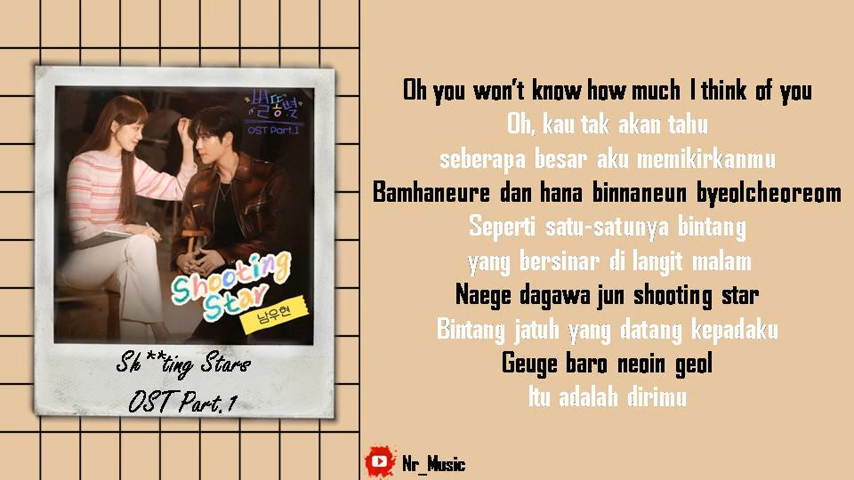 별똥별
OST Part.1
Shooting
Star
남우현
Sh**ting Stars
OST Part.1
Oh you won't know how much I think of you
Oh, kau tak akan tahu
seberapa besar aku memikirkanmu
Bamhaneure dan hana binnaneun byeolcheoreom
Seperti satu-satunya bintang
yang bersinar di langit malam
Naege dagawa jun shooting star
Bintang jatuh yang datang kepadaku
Geuge baro neoin geol
Itu adalah dirimu
Nr_Music